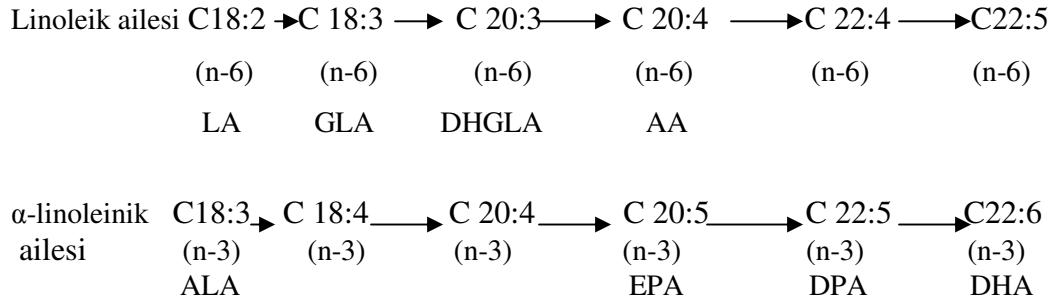 Linoleik ailesi C18:2 → C 18:3 → C 20:3 → C 20:4 → C 22:4 → C22:5
(n-6) (n-6) (n-6) (n-6) (n-6) (n-6)
LA GLA DHGLA AA
α-linoleinik C18:3 → C 18:4 → C 20:4 → C 20:5 → C 22:5 → C22:6
ailesi (n-3) (n-3) (n-3) (n-3) (n-3) (n-3)
ALA EPA DPA DHA